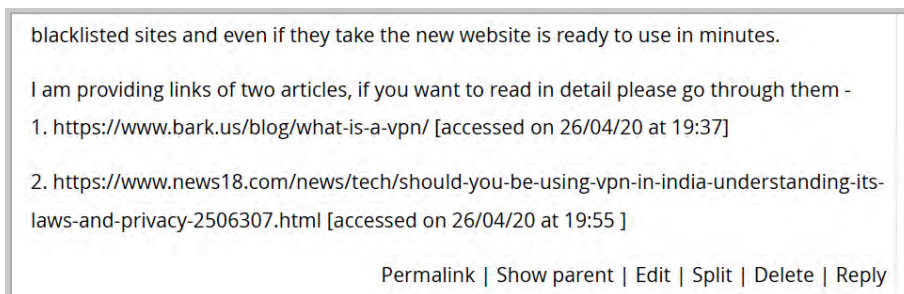 blacklisted sites and even if they take the new website is ready to use in minutes.
I am providing links of two articles, if you want to read in detail please go through them -
1. https://www.bark.us/blog/what-is-a-vpn/ [accessed on 26/04/20 at 19:37]
2. https://www.news18.com/news/tech/should-you-be-using-vpn-in-india-understanding-its-
laws-and-privacy-2506307.html [accessed on 26/04/20 at 19:55 ]
Permalink | Show parent | Edit | Split | Delete | Reply